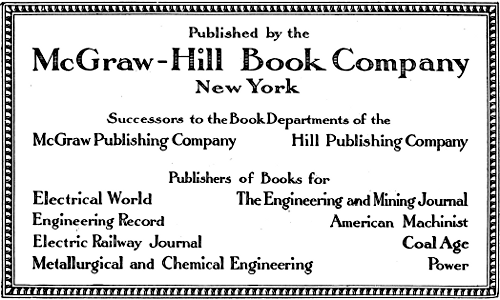 Published by the
McGraw-Hill Book Company
New York
Successors to the Book Departments of the
McGraw Publishing Company Hill Publishing Company
Publishers of Books for
Electrical World The Engineering and Mining Journal
Engineering Record American Machinist
Electric Railway Journal Coal Age
Metallurgical and Chemical Engineering Power